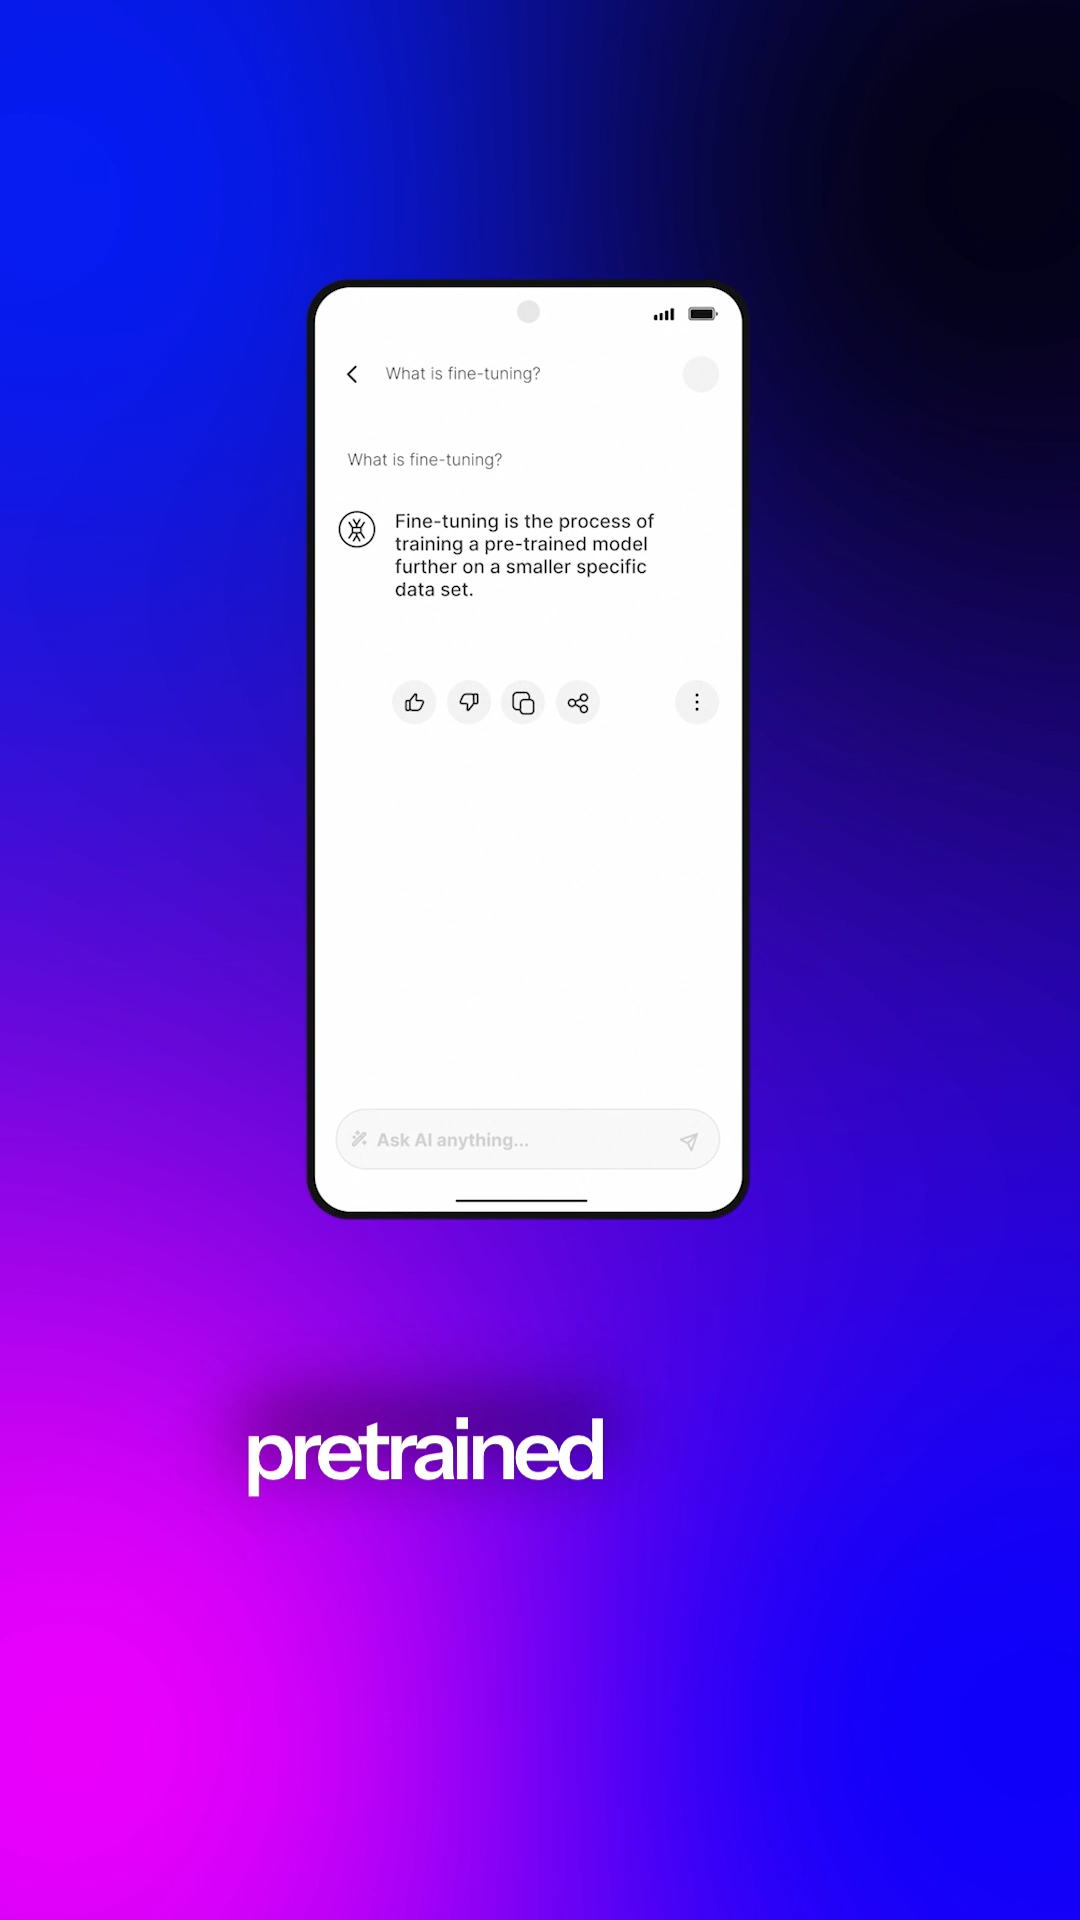 What is fine-tuning?
What is fine-tuning?
Fine-tuning is the process of
training a pre-trained model
further on a smaller specific
data set.
Ask AI anything...
pretrained